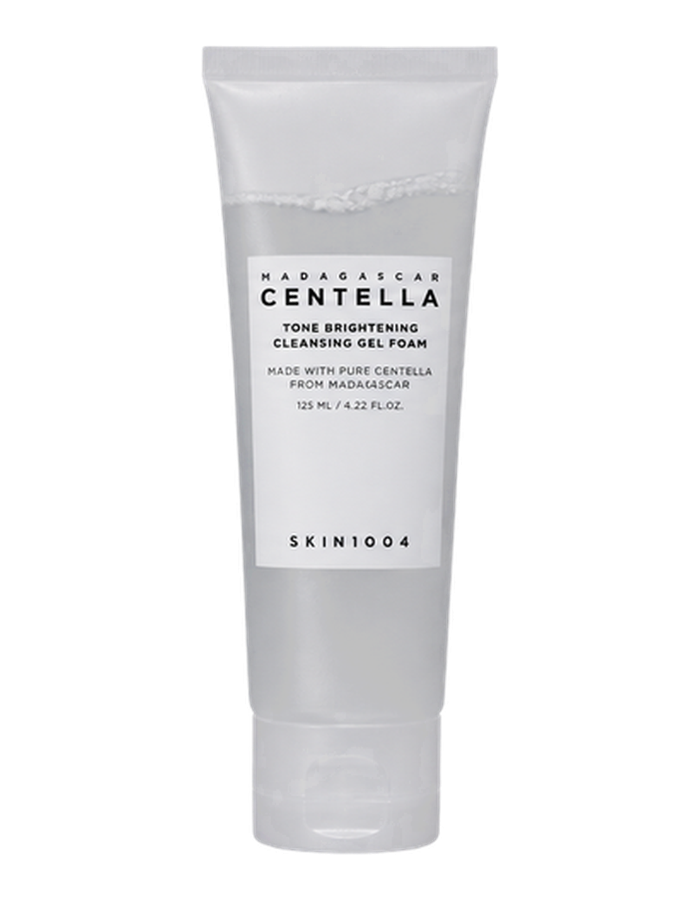 MADAGASCAR
CENTELLA
TONE BRIGHTENING
CLEANSING GEL FOAM
MADE WITH PURE CENTELLA
FROM MADAGASCAR
125 ML / 4.22 FL.OZ.
SKIN1004